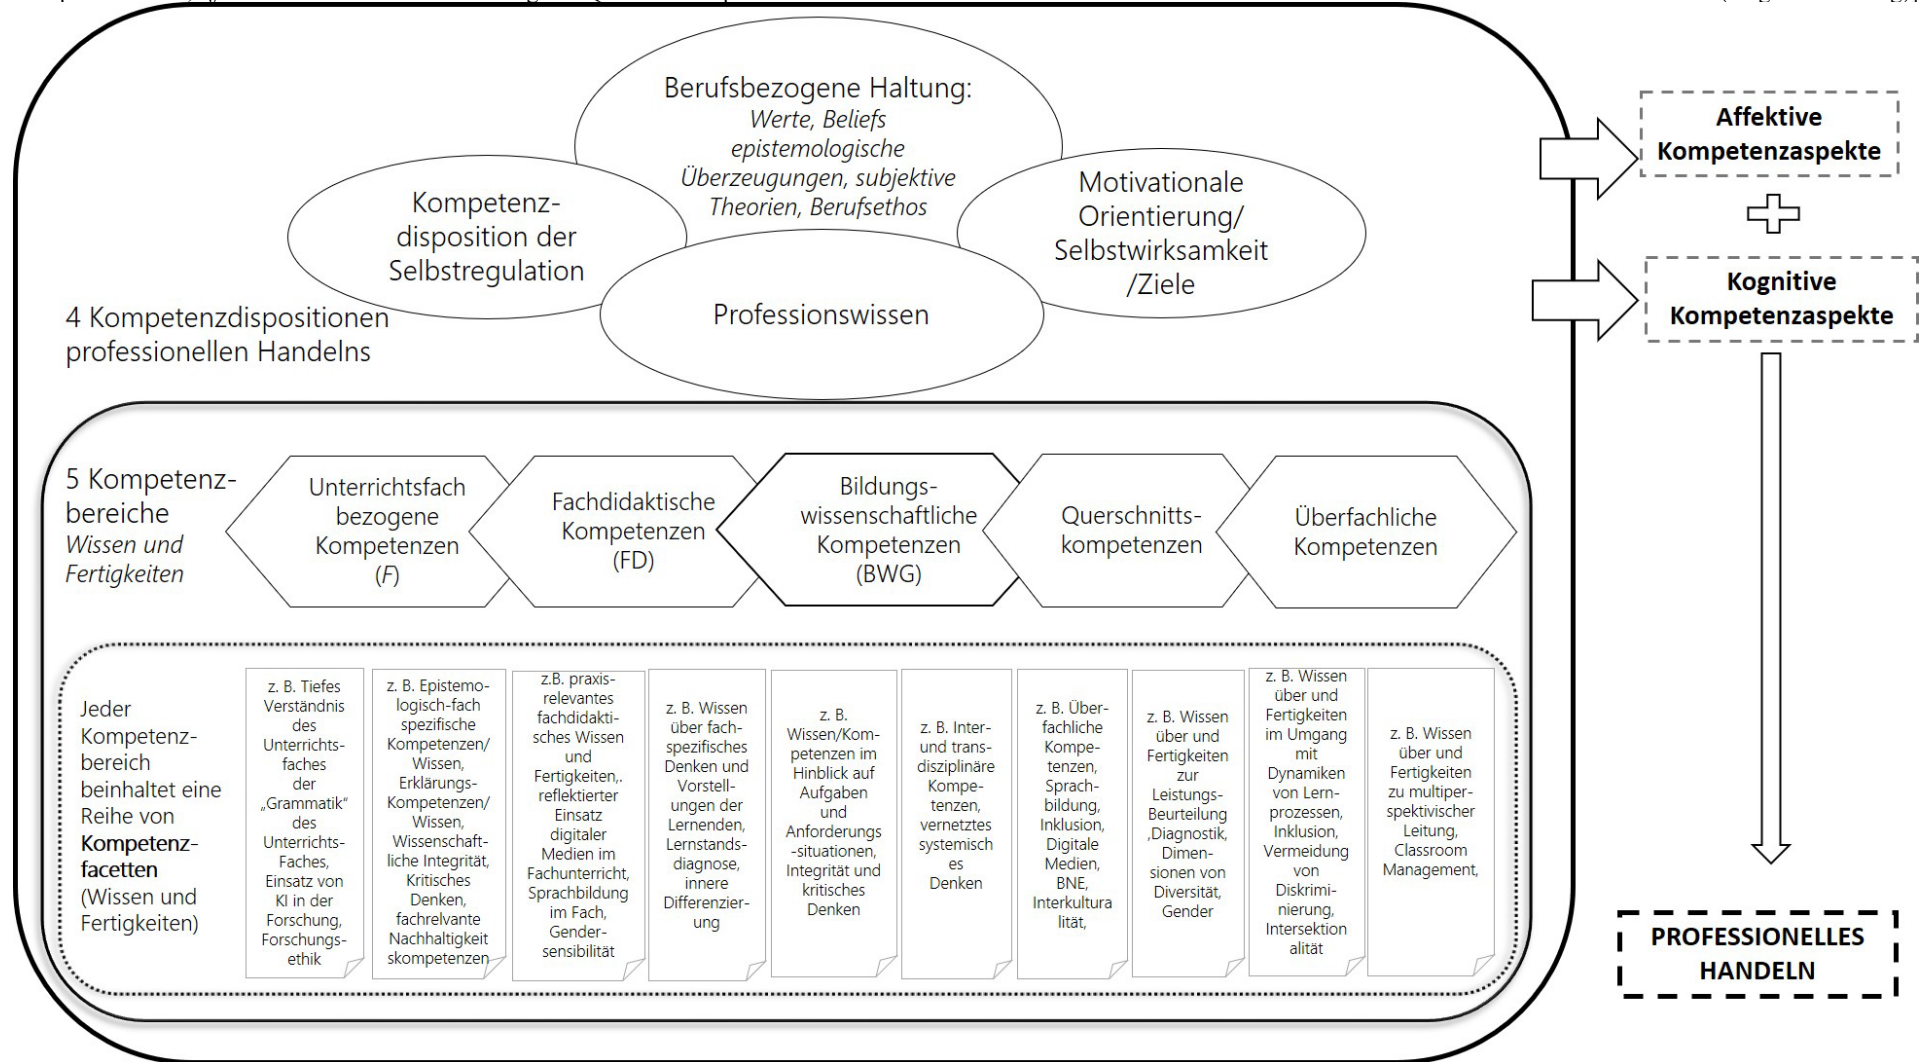 Berufsbezogene Haltung:
Werte, Beliefs
epistemologische
Überzeugungen, subjektive
Theorien, Berufsethos
Kompetenz-
disposition der
Selbstregulation
Motivationale
Orientierung/
Selbstwirksamkeit
/Ziele
Professionswissen
4 Kompetenzdispositionen
professionellen Handelns
Affektive
Kompetenzaspekte
Kognitive
Kompetenzaspekte
5 Kompetenz-
bereiche
Wissen und
Fertigkeiten
Unterrichtsfach
bezogene
Kompetenzen
(F)
Fachdidaktische
Kompetenzen
(FD)
Bildungs-
wissenschaftliche
Kompetenzen
(BWG)
Querschnitts-
kompetenzen
Überfachliche
Kompetenzen
Jeder
Kompetenz-
bereich
beinhaltet eine
Reihe von
Kompetenz-
facetten
(Wissen und
Fertigkeiten)
z. B. Tiefes
Verständnis
des
Unterrichts-
faches
der
„Grammatik“
des
Unterrichts-
Faches,
Einsatz von
KI in der
Forschung,
Forschungs-
ethik
z. B. Epistemo-
logisch-fach
spezifische
Kompetenzen/
Wissen,
Erklärungs-
Kompetenzen/
Wissen,
Wissenschaft-
liche Integrität,
Kritisches
Denken,
fachrelvante
Nachhaltigkeit
skompetenzen
z.B. praxis-
relevantes
fachdidakti-
sches Wissen
und
Fertigkeiten,.
reflektierter
Einsatz
digitaler
Medien im
Fachunterricht,
Sprachbildung
im Fach,
Gender-
sensibilität
z. B. Wissen
über fach-
spezifisches
Denken und
Vorstell-
ungen der
Lernenden,
Lernstands-
diagnose,
innere
Differenzier-
ung
z. B.
Wissen/Kom-
petenzen im
Hinblick auf
Aufgaben
und
Anforderungs
-situationen,
Integrität und
kritisches
Denken
z. B. Inter-
und trans-
disziplinäre
Kompe-
tenzen,
vernetztes
systemisch
es
Denken
z. B. Über-
fachliche
Kompe-
tenzen,
Sprach-
bildung,
Inklusion,
Digitale
Medien,
BNE,
Interkultura
lität,
z. B. Wissen
über und
Fertigkeiten
zur
Leistungs-
Beurteilung
,Diagnostik,
Dimen-
sionen von
Diversität,
Gender
z. B. Wissen
über und
Fertigkeiten
im Umgang
mit
Dynamiken
von Lern-
prozessen,
Inklusion,
Vermeidung
von
Diskrimi-
nierung,
Intersektion
alität
z. B. Wissen
über und
Fertigkeiten
zu multiper-
spektivischer
Leitung,
Classroom
Management,
PROFESSIONELLES
HANDELN